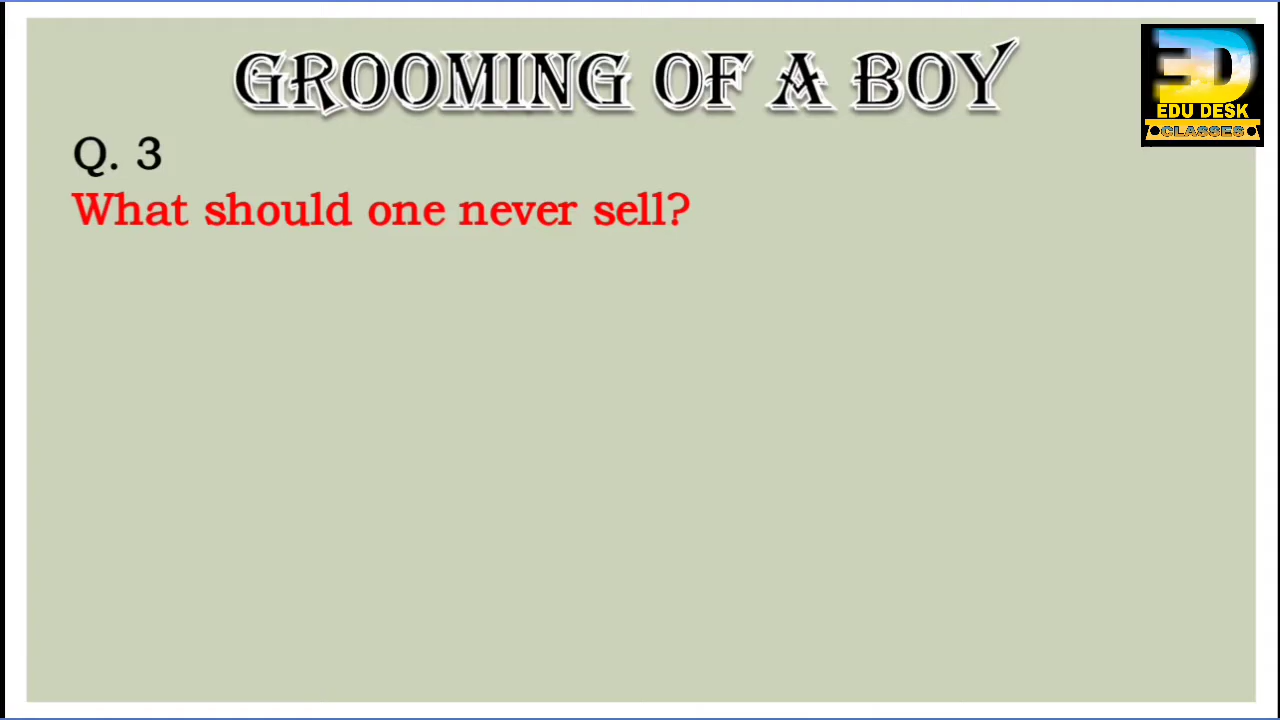 GROOMING OF A BOY
ED
EDU DESK
CLASSES
Q. 3
What should one never sell?